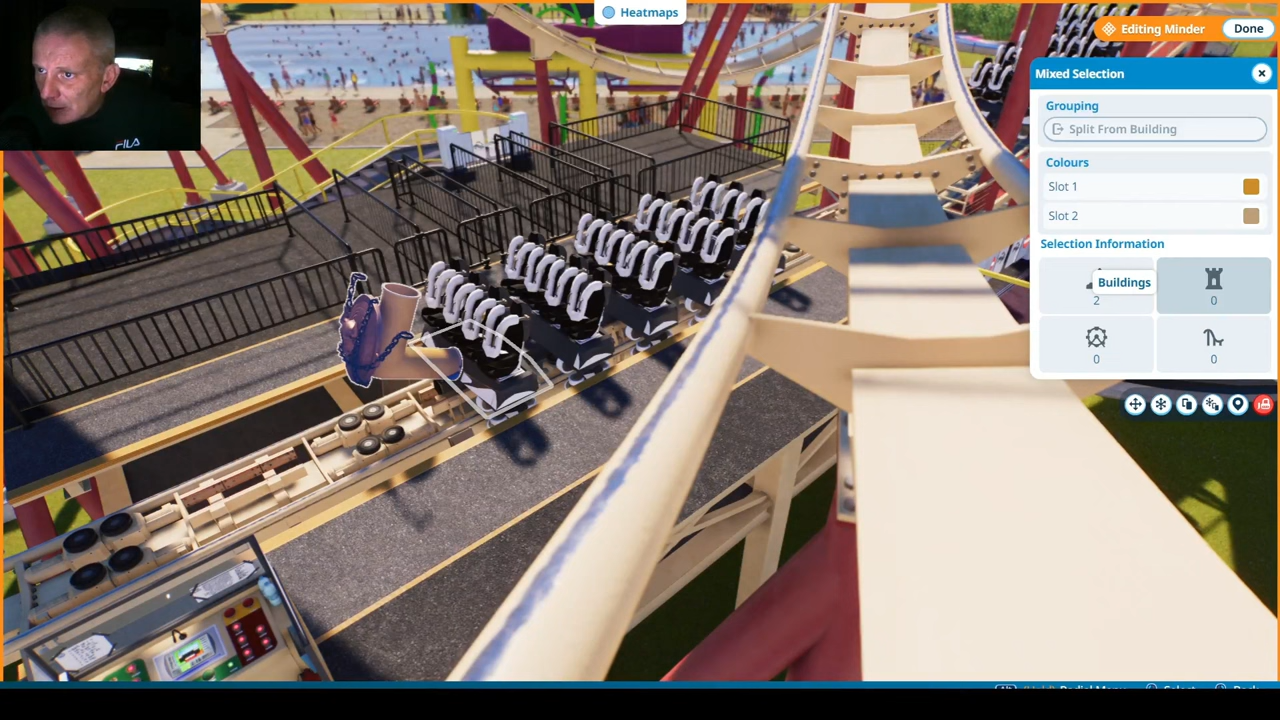 Heatmaps
Editing Minder
Done
Mixed Selection
Grouping
Split From Building
Colours
Slot 1
Slot 2
Selection Information
Buildings
2
0
0
0
FILA